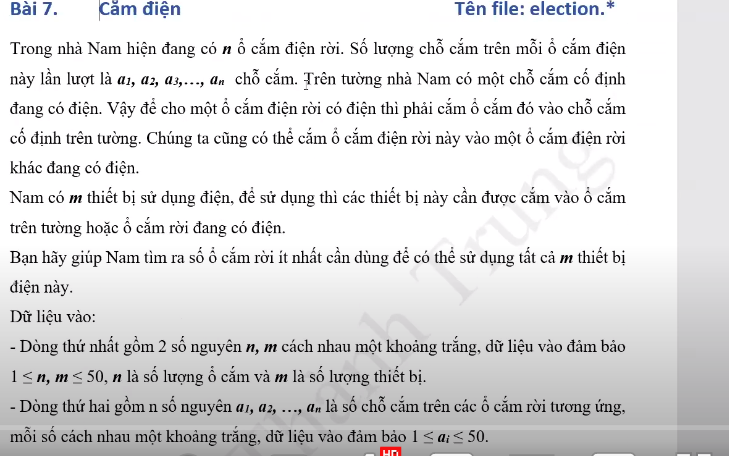 Bài 7. Cắm điện Tên file: election.*
Trong nhà Nam hiện đang có n ổ cắm điện rời. Số lượng chỗ cắm trên mỗi ổ cắm điện
này lần lượt là a1, a2, a3,…, an chỗ cắm. Trên tường nhà Nam có một chỗ cắm cố định
đang có điện. Vậy để cho một ổ cắm điện rời có điện thì phải cắm ổ cắm đó vào chỗ cắm
cố định trên tường. Chúng ta cũng có thể cắm ổ cắm điện rời này vào một ổ cắm điện rời
khác đang có điện.
Nam có m thiết bị sử dụng điện, để sử dụng thì các thiết bị này cần được cắm vào ổ cắm
trên tường hoặc ổ cắm rời đang có điện.
Bạn hãy giúp Nam tìm ra số ổ cắm rời ít nhất cần dùng để có thể sử dụng tất cả m thiết bị
điện này.
Dữ liệu vào:
- Dòng thứ nhất gồm 2 số nguyên n, m cách nhau một khoảng trắng, dữ liệu vào đảm bảo
1 ≤ n, m ≤ 50, n là số lượng ổ cắm và m là số lượng thiết bị.
- Dòng thứ hai gồm n số nguyên a1, a2, …, an là số chỗ cắm trên các ổ cắm rời tương ứng,
mỗi số cách nhau một khoảng trắng, dữ liệu vào đảm bảo 1 ≤ ai ≤ 50.
HD